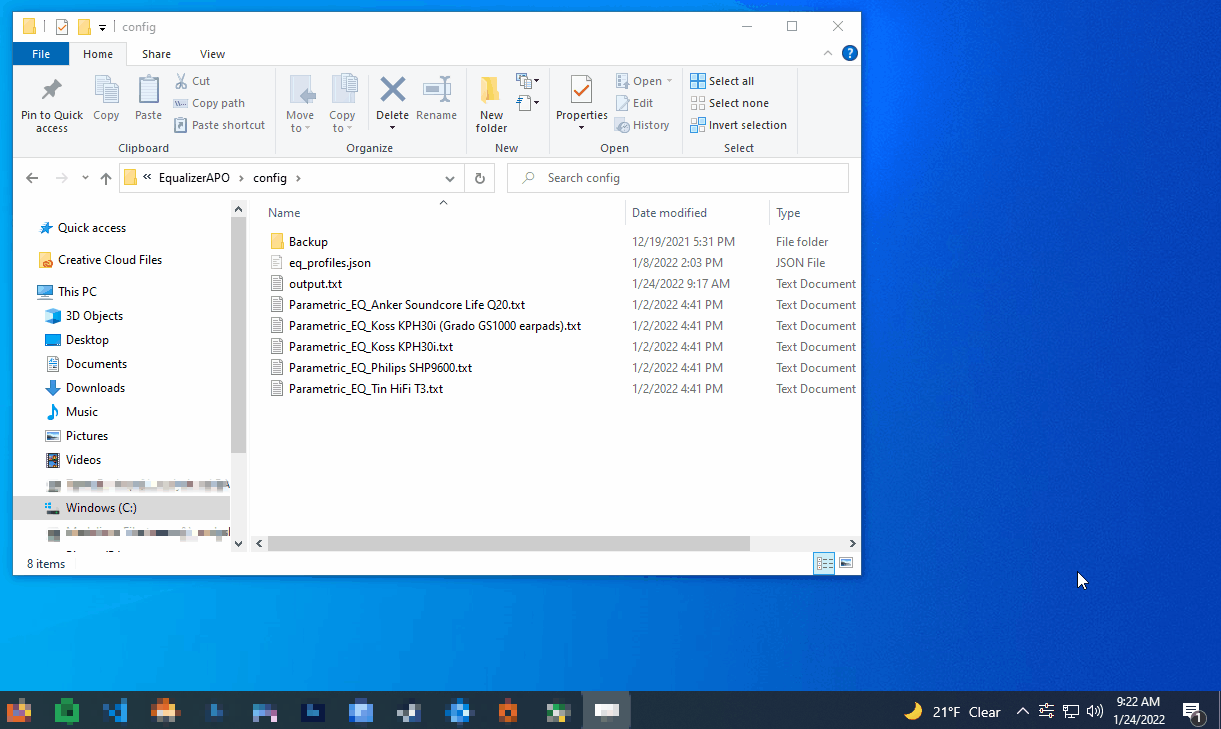 config
File Home Share View
Pin to Quick access
Copy
Paste
Cut
Copy path
Paste shortcut
Clipboard
Move to
Copy to
Delete
Rename
Organize
New folder
New
Properties
Open
Edit
History
Open
Select all
Select none
Invert selection
Select
« EqualizerAPO > config >
Search config
Name Date modified Type
Quick access
Creative Cloud Files
This PC
3D Objects
Desktop
Documents
Downloads
Music
Pictures
Videos
Windows (C:)
Backup 12/19/2021 5:31 PM File folder
eq_profiles.json 1/8/2022 2:03 PM JSON File
output.txt 1/24/2022 9:17 AM Text Document
Parametric_EQ_Anker Soundcore Life Q20.txt 1/2/2022 4:41 PM Text Document
Parametric_EQ_Koss KPH30i (Grado GS1000 earpads).txt 1/2/2022 4:41 PM Text Document
Parametric_EQ_Koss KPH30i.txt 1/2/2022 4:41 PM Text Document
Parametric_EQ_Philips SHP9600.txt 1/2/2022 4:41 PM Text Document
Parametric_EQ_Tin HiFi T3.txt 1/2/2022 4:41 PM Text Document
8 items
21°F Clear
9:22 AM
1/24/2022
1